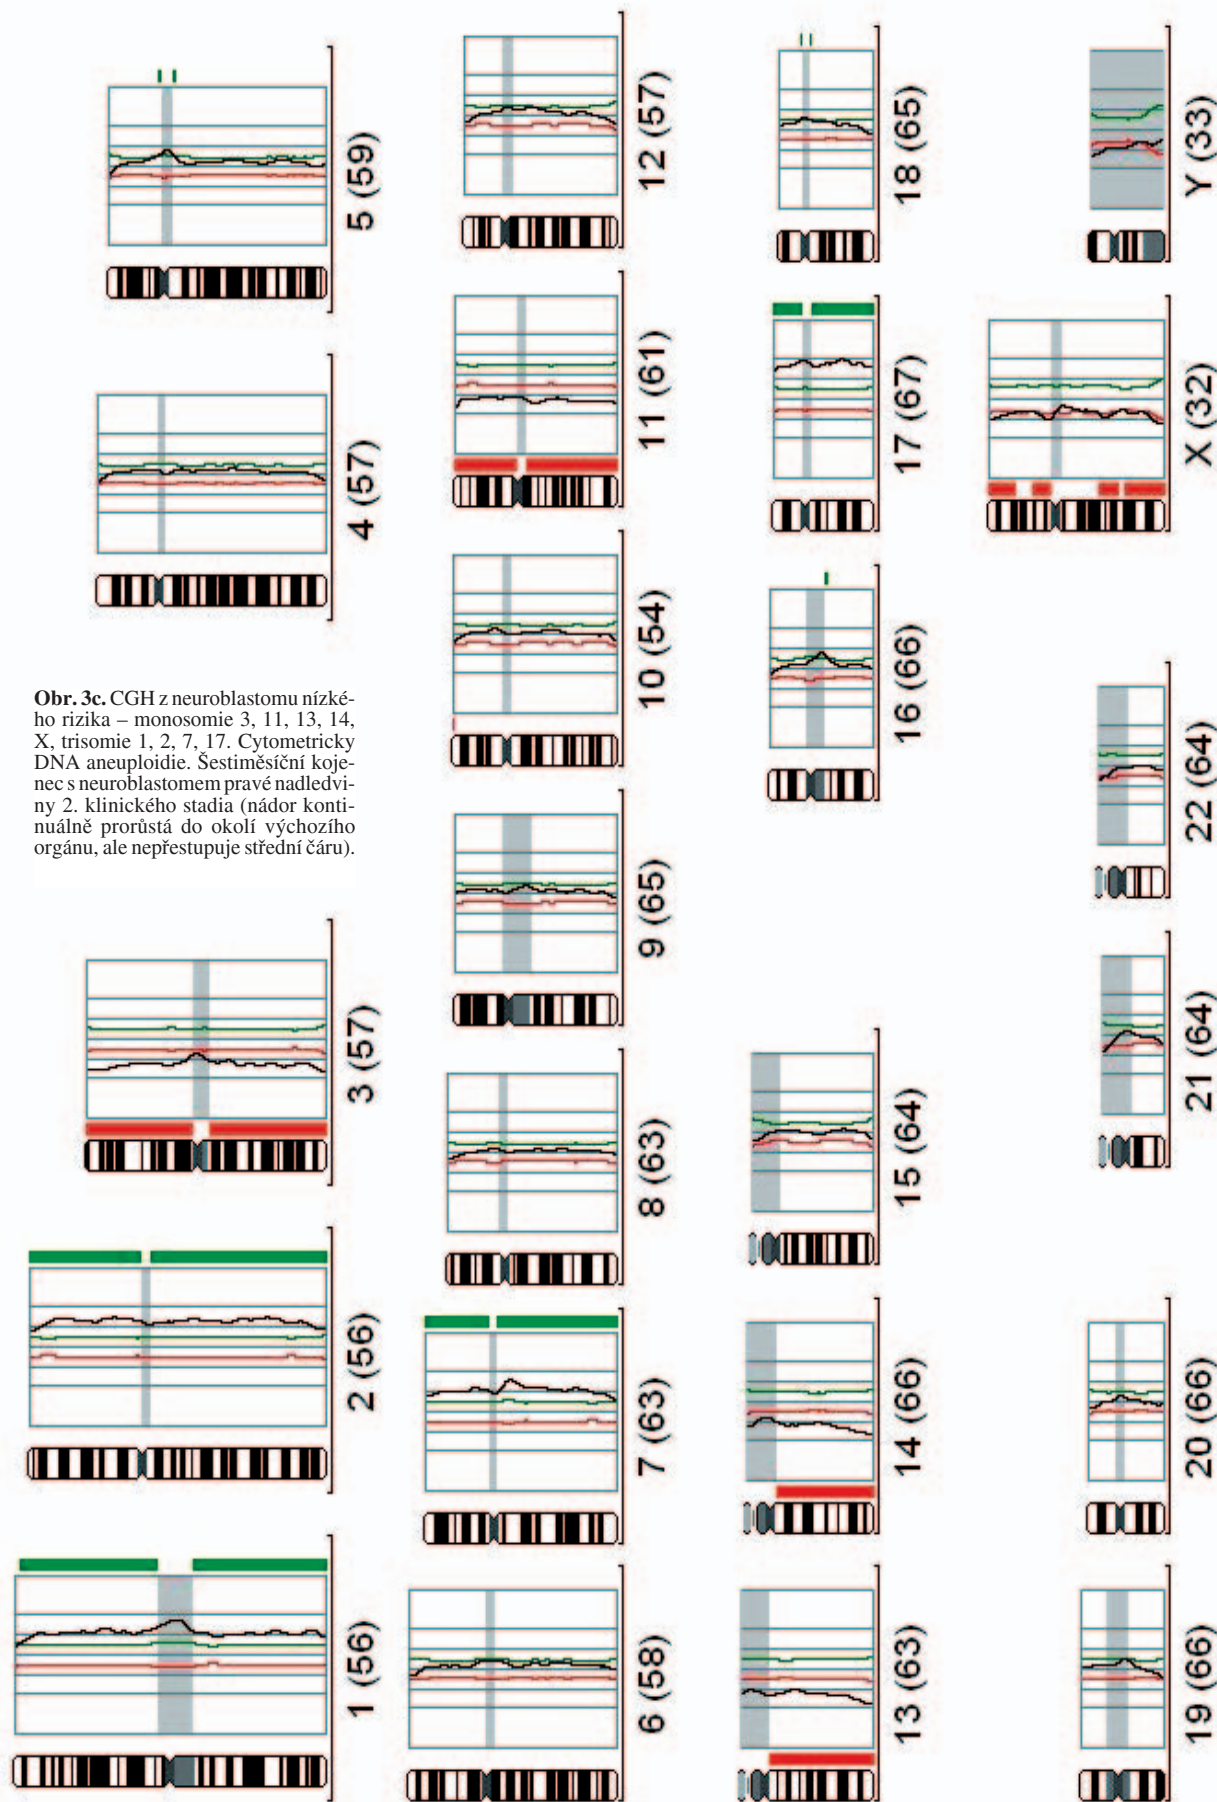 1 (56)
2 (56)
3 (57)
4 (57)
5 (59)
6 (58)
7 (63)
8 (63)
9 (65)
10 (54)
11 (61)
12 (57)
13 (63)
14 (66)
15 (64)
16 (66)
17 (67)
18 (65)
19 (66)
20 (66)
21 (64)
22 (64)
X (32)
Y (33)
Obr. 3c. CGH z neuroblastomu nízké-
ho rizika – monosomie 3, 11, 13, 14,
X, trisomie 1, 2, 7, 17. Cytometricky
DNA aneuploidie. Šestiměsíční koje-
nec s neuroblastomem pravé nadledvi-
ny 2. klinického stadia (nádor konti-
nuálně prorůstá do okolí výchozího
orgánu, ale nepřestupuje střední čáru).